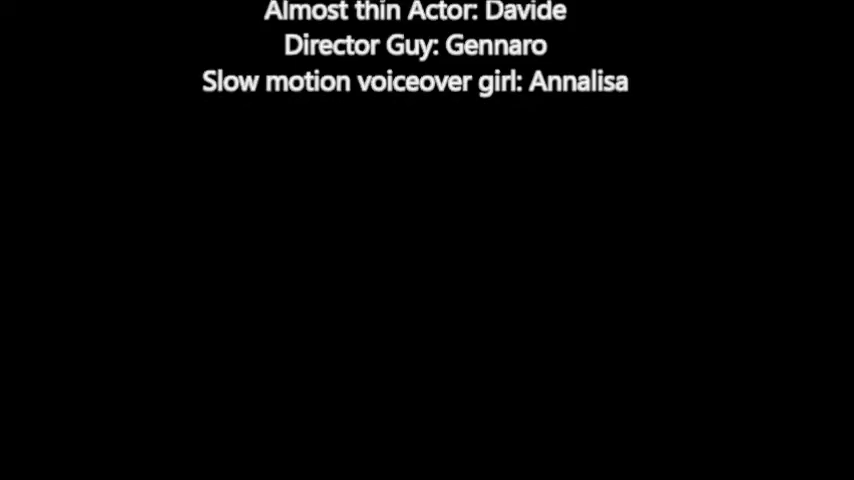 Almost thin Actor: Davide
Director Guy: Gennaro
Slow motion voiceover girl: Annalisa